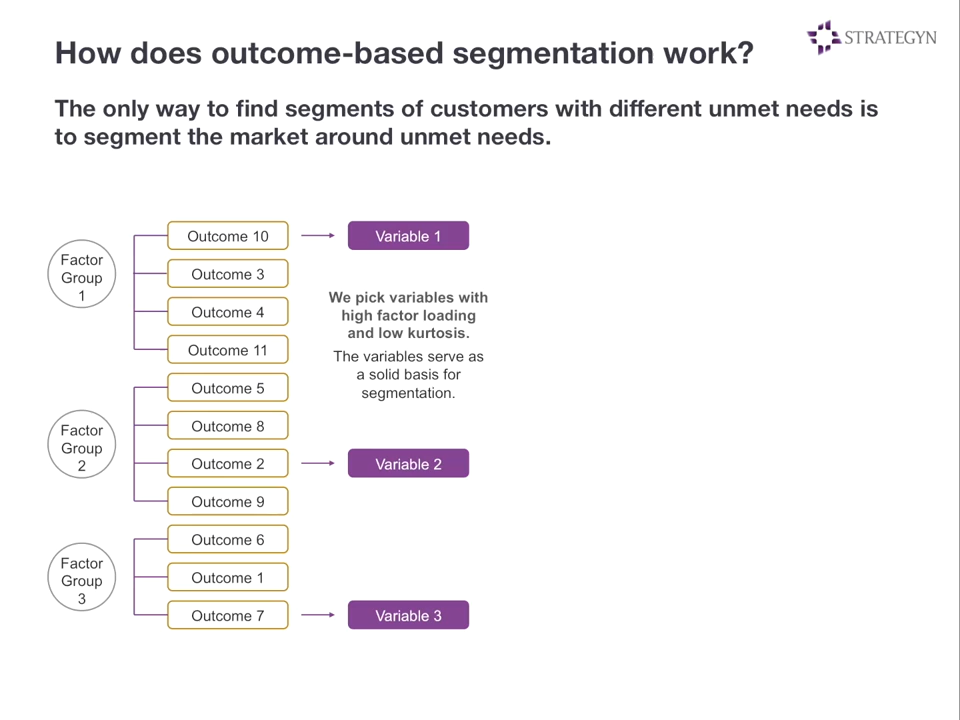 How does outcome-based segmentation work?
STRATEGYN
The only way to find segments of customers with different unmet needs is
to segment the market around unmet needs.
Factor
Group
1
Outcome 10
Variable 1
Outcome 3
Outcome 4
Outcome 11
We pick variables with
high factor loading
and low kurtosis.
The variables serve as
a solid basis for
segmentation.
Factor
Group
2
Outcome 5
Outcome 8
Outcome 2
Variable 2
Outcome 9
Factor
Group
3
Outcome 6
Outcome 1
Outcome 7
Variable 3